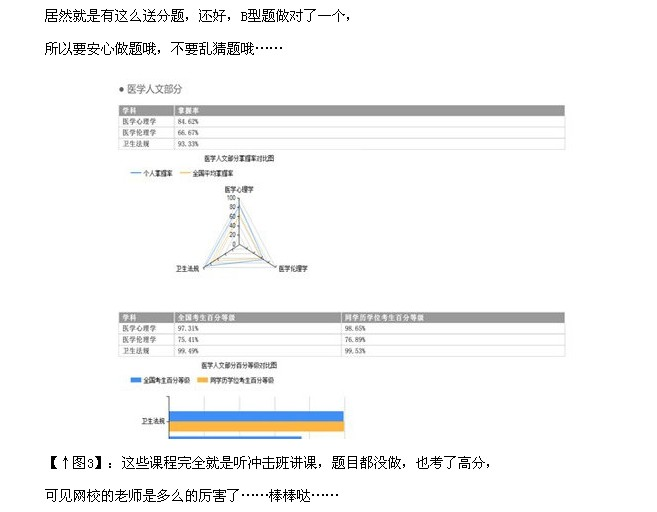 居然就是有这么送分题，还好，B型题做对了一个，
所以要安心做题哦，不要乱猜题哦……
● 医学人文部分
学科 掌握率
医学心理学 84.62%
医学伦理学 66.67%
卫生法规 93.33%
医学人文部分掌握率对比图
个人掌握率 全国平均掌握率
医学心理学
100
80
60
40
20
0
卫生法规 医学伦理学
学科 全国考生百分等级 同学历学位考生百分等级
医学心理学 97.31% 98.65%
医学伦理学 75.41% 76.89%
卫生法规 99.49% 99.53%
医学人文部分百分等级对比图
全国考生百分等级 同学历学位考生百分等级
卫生法规
【↑图3】：这些课程完全就是听冲击班讲课，题目都没做，也考了高分，
可见网校的老师是多么的厉害了……棒棒哒……